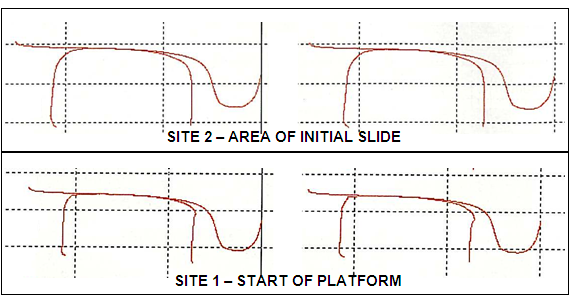 SITE 2 – AREA OF INITIAL SLIDE
SITE 1 – START OF PLATFORM